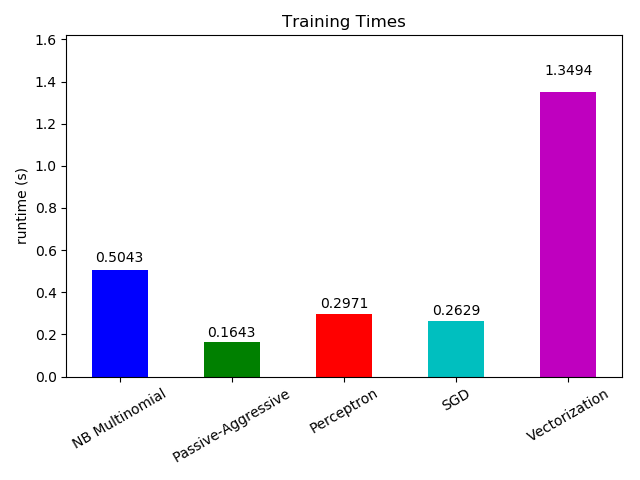 Training Times
1.6
1.4
1.2
1.0
0.8
0.6
0.4
0.2
0.0
runtime (s)
0.5043
0.1643
0.2971
0.2629
1.3494
NB Multinomial
Passive-Aggressive
Perceptron
SGD
Vectorization